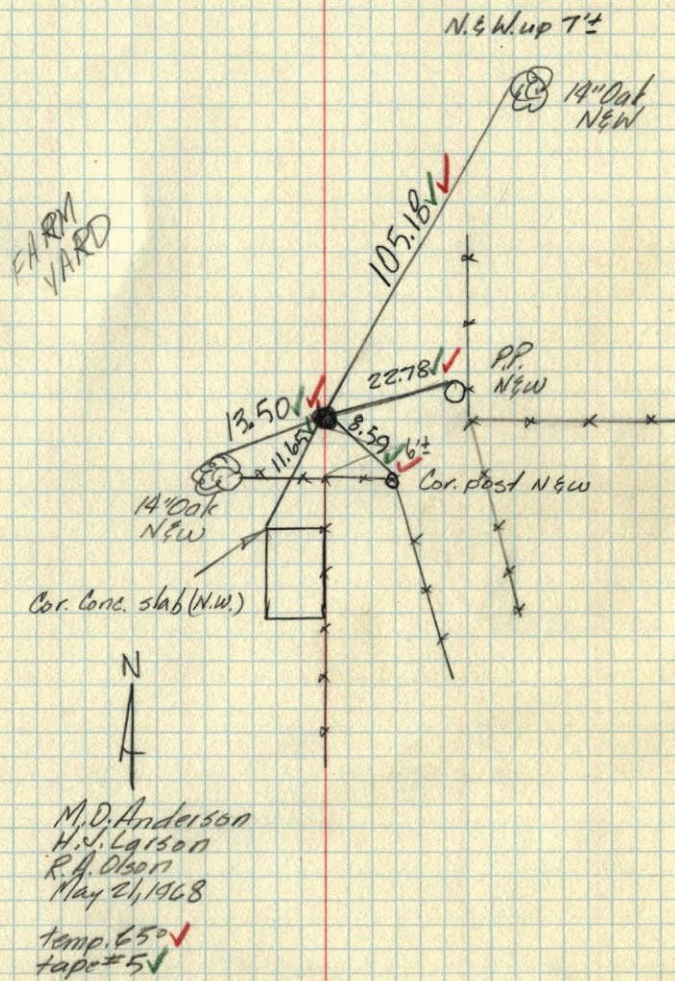 N.&W. up 7'±
14" Oak
N&W
FARM
YARD
105.18
P.P.
N&W
22.78
13.50
11.65
8.59
6'±
Cor. post N&W
14" Oak
N&W
Cor. Conc. slab (N.W.)
N
M.D. Anderson
H.J. Larson
R.A. Olson
May 21, 1968
temp. 65°
tape #5